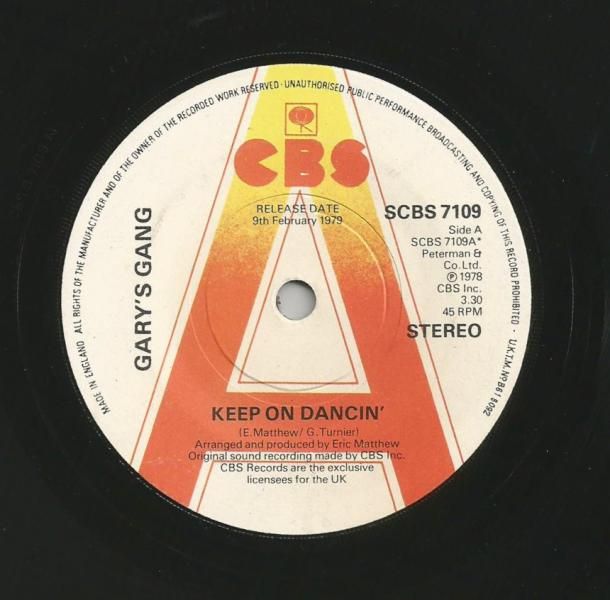 MADE IN ENGLAND ALL RIGHTS OF THE MANUFACTURER AND OF THE OWNER OF THE RECORDED WORK RESERVED · UNAUTHORISED PUBLIC PERFORMANCE BROADCASTING AND COPYING OF THIS RECORD PROHIBITED · U.K.T.M. Nº B618092
CBS
RELEASE DATE
9th February 1979
GARY'S GANG
SCBS 7109
Side A
SCBS 7109A*
Peterman &
Co.Ltd.
℗ 1978
CBS Inc.
3.30
45 RPM
STEREO
KEEP ON DANCIN'
(E.Matthew/ G.Turnier)
Arranged and produced by Eric Matthew
Original sound recording made by CBS Inc.
CBS Records are the exclusive
licensees for the UK